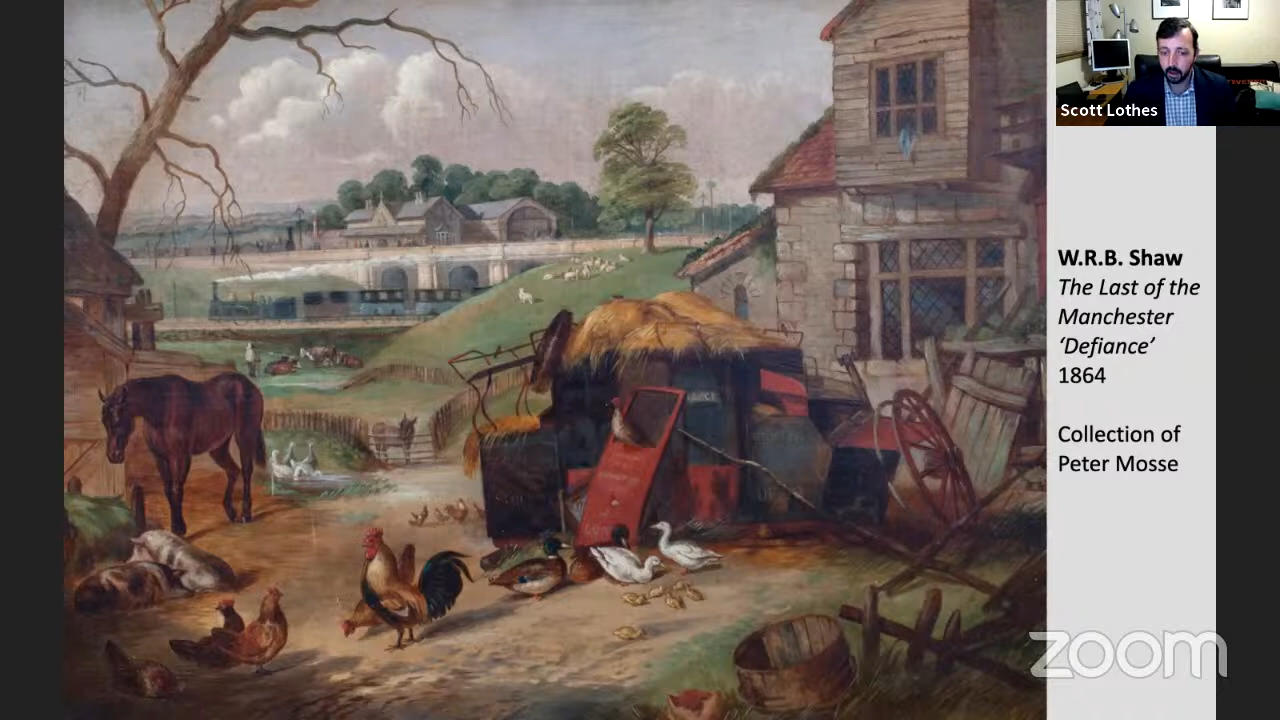 Scott Lothes
W.R.B. Shaw
The Last of the
Manchester
‘Defiance’
1864
Collection of
Peter Mosse
zoom